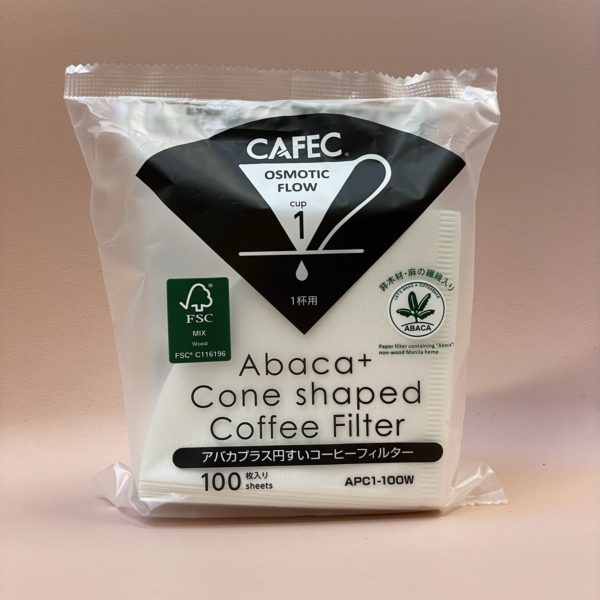 CAFEC®
OSMOTIC
FLOW
cup
1
1杯用
FSC
MIX
Wood
FSC® C116196
非木材・麻の繊維入り
LET'S MAKE A DIFFERENCE
ABACA
Paper filter containing "Abaca"
non-wood Manila hemp
Abaca+
Cone shaped
Coffee Filter
アバカプラス円すいコーヒーフィルター
100 枚入り sheets
APC1-100W